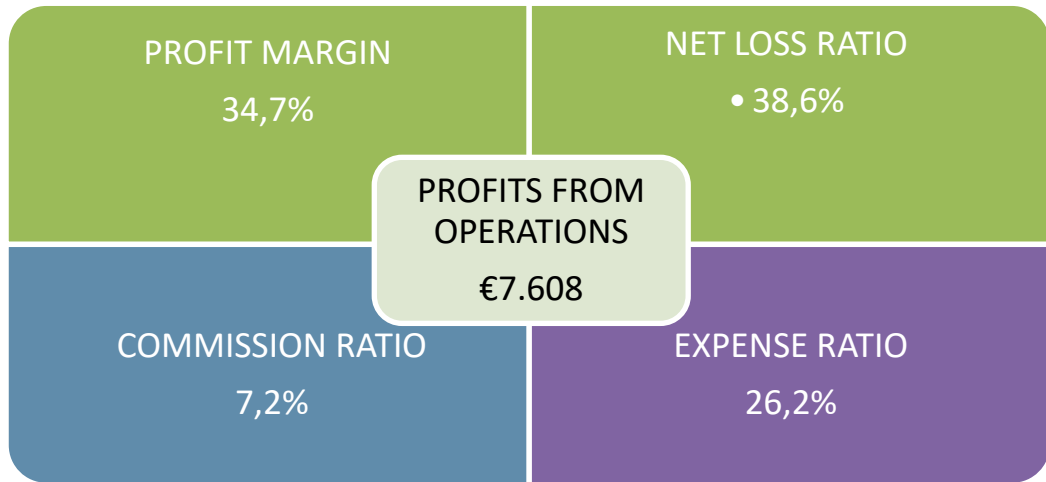 PROFIT MARGIN
34,7%
NET LOSS RATIO
• 38,6%
PROFITS FROM
OPERATIONS
€7.608
COMMISSION RATIO
7,2%
EXPENSE RATIO
26,2%